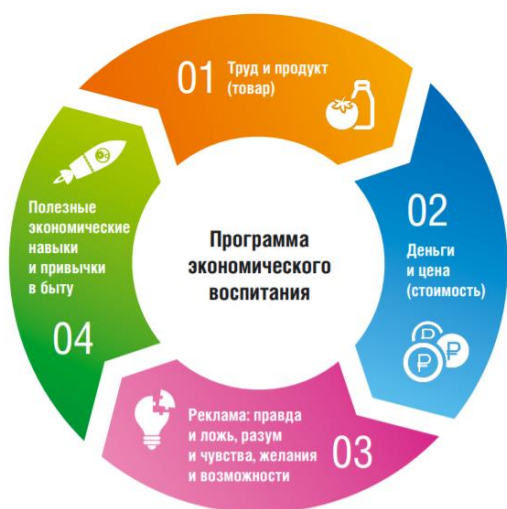 01
Труд и продукт
(товар)
02
Деньги
и цена
(стоимость)
Реклама: правда
и ложь, разум
и чувства, желания
и возможности
03
Полезные
экономические
навыки
и привычки
в быту
04
Программа
экономического
воспитания